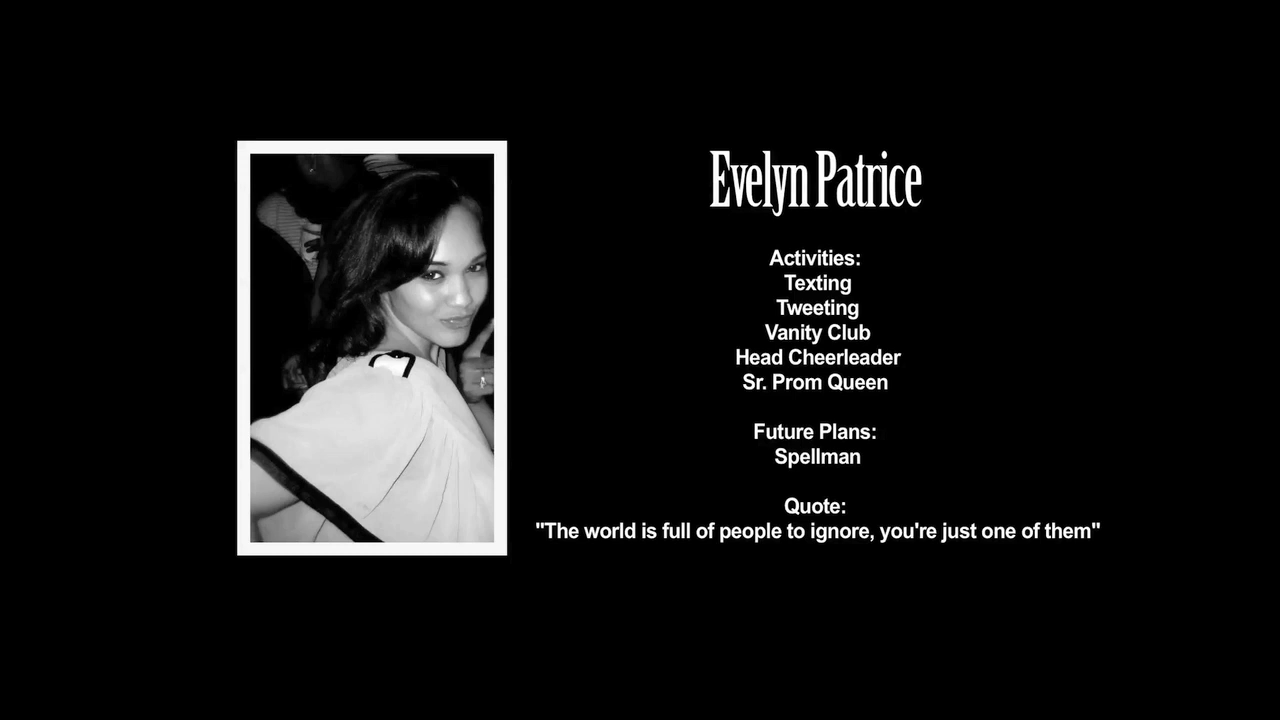 Evelyn Patrice
Activities:
Texting
Tweeting
Vanity Club
Head Cheerleader
Sr. Prom Queen
Future Plans:
Spellman
Quote:
"The world is full of people to ignore, you're just one of them"